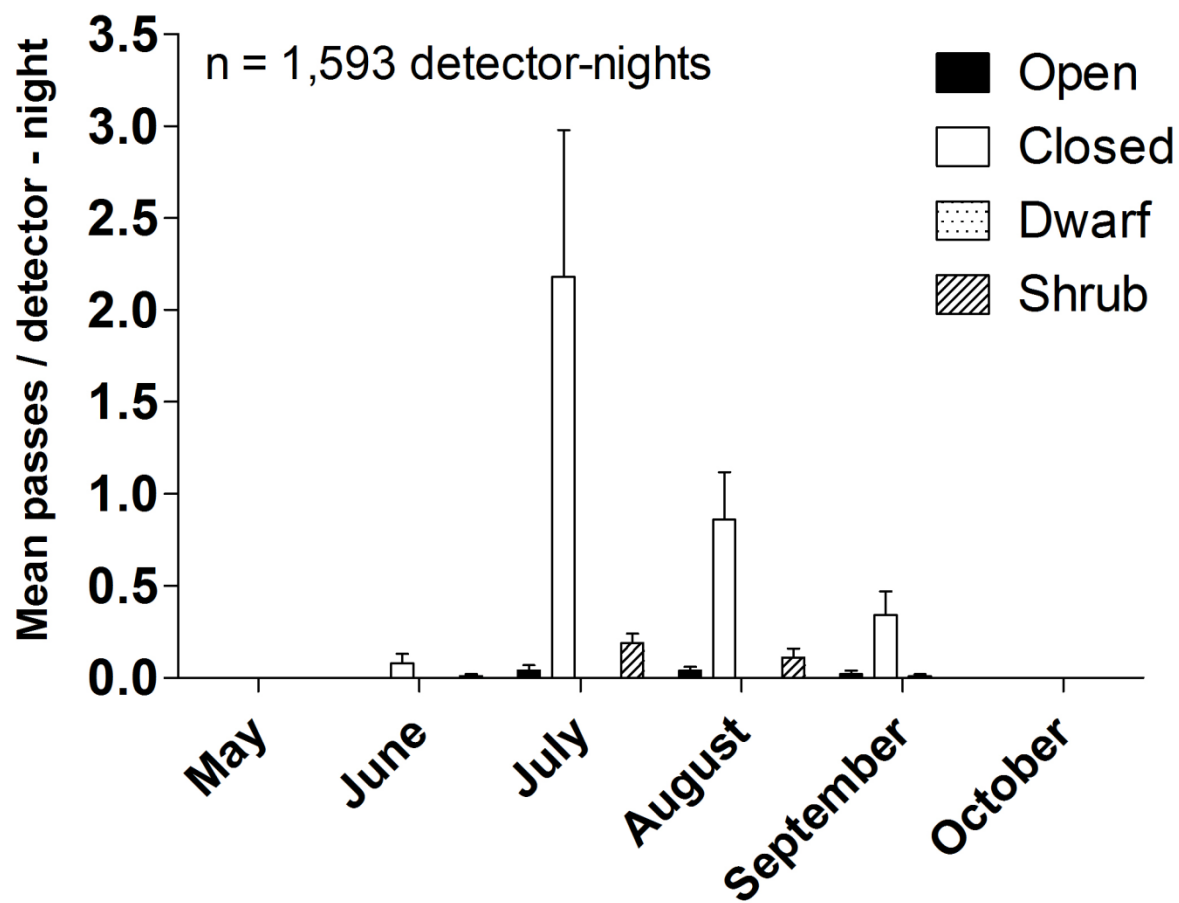 Mean passes / detector - night
3.5
3.0
2.5
2.0
1.5
1.0
0.5
0.0
n = 1,593 detector-nights
Open
Closed
Dwarf
Shrub
May
June
July
August
September
October